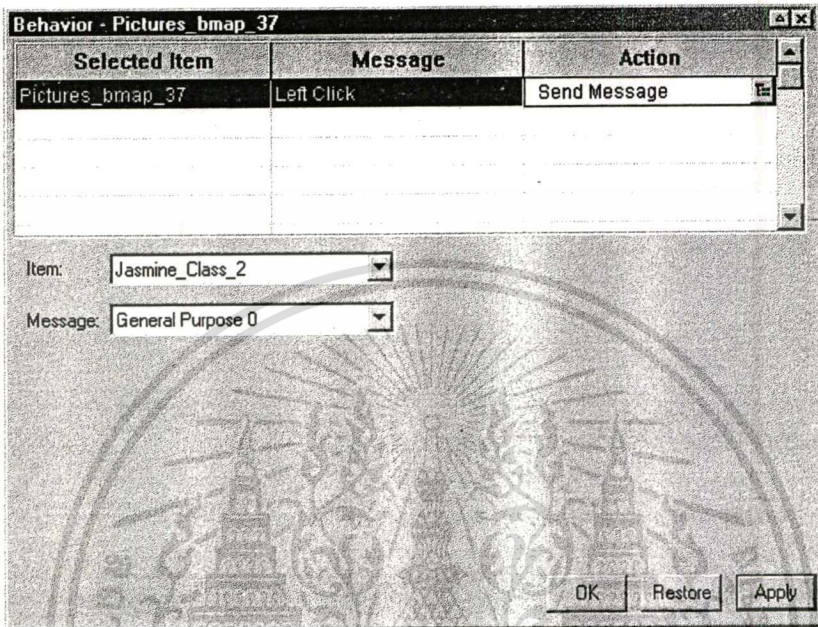 Behavior - Pictures_bmap_37
Selected Item Message Action
Pictures_bmap_37 Left Click Send Message
Item: Jasmine_Class_2
Message: General Purpose 0
OK Restore Apply